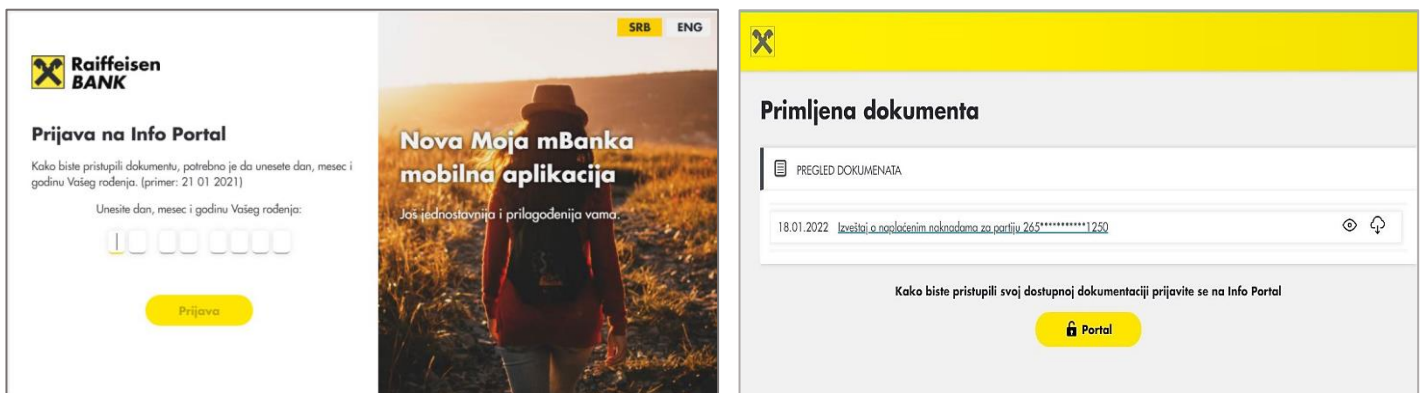 Raiffeisen
BANK
Prijava na Info Portal
Kako biste pristupili dokumentu, potrebno je da unesete dan, mesec i
godinu Vašeg rođenja. (primer: 21 01 2021)
Unesite dan, mesec i godinu Vašeg rođenja:
Prijava
SRB ENG
Nova Moja mBanka
mobilna aplikacija
Još jednostavnija i prilagođenija vama.
Primljena dokumenta
PREGLED DOKUMENATA
18.01.2022 Izveštaj o naplaćenim naknadama za partiju 265***********1250
Kako biste pristupili svoj dostupnoj dokumentaciji prijavite se na Info Portal
Portal